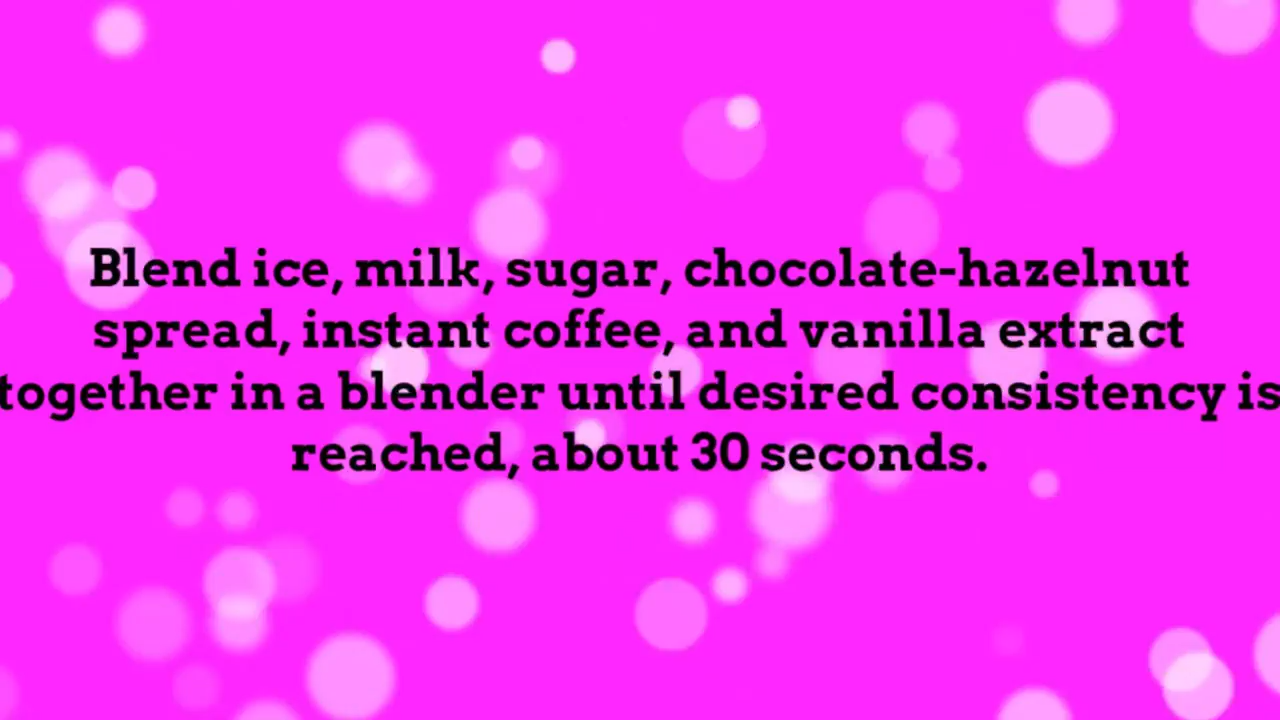 Blend ice, milk, sugar, chocolate-hazelnut
spread, instant coffee, and vanilla extract
together in a blender until desired consistency is
reached, about 30 seconds.